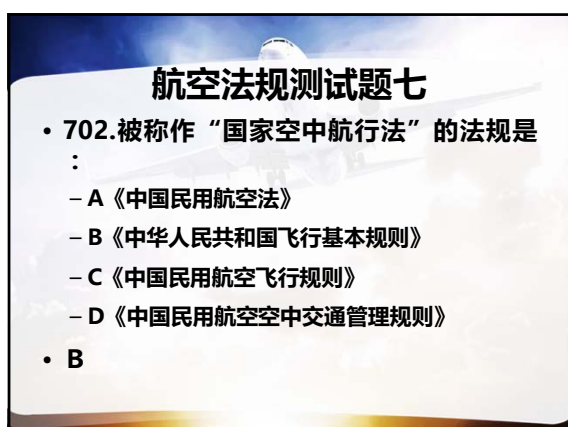 航空法规测试题七
• 702.被称作“国家空中航行法”的法规是
：
– A《中国民用航空法》
– B《中华人民共和国飞行基本规则》
– C《中国民用航空飞行规则》
– D《中国民用航空空中交通管理规则》
• B